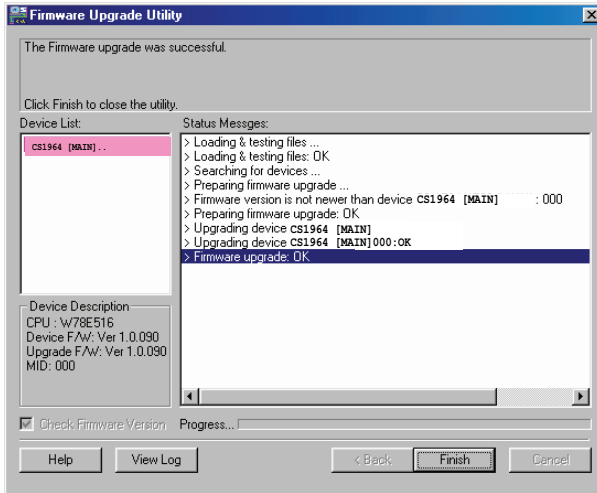 Firmware Upgrade Utility
The Firmware upgrade was successful.
Click Finish to close the utility.
Device List:
CS1964 [MAIN]..
Status Messges:
> Loading & testing files ...
> Loading & testing files: OK
> Searching for devices ...
> Preparing firmware upgrade ...
> Firmware version is not newer than device CS1964 [MAIN] : 000
> Preparing firmware upgrade: OK
> Upgrading device CS1964 [MAIN]
> Upgrading device CS1964 [MAIN]000:OK
> Firmware upgrade: OK
Device Description
CPU : W78E516
Device F/W: Ver 1.0.090
Upgrade F/W: Ver 1.0.090
MID: 000
Check Firmware Version
Progress...
Help
View Log
< Back
Finish
Cancel